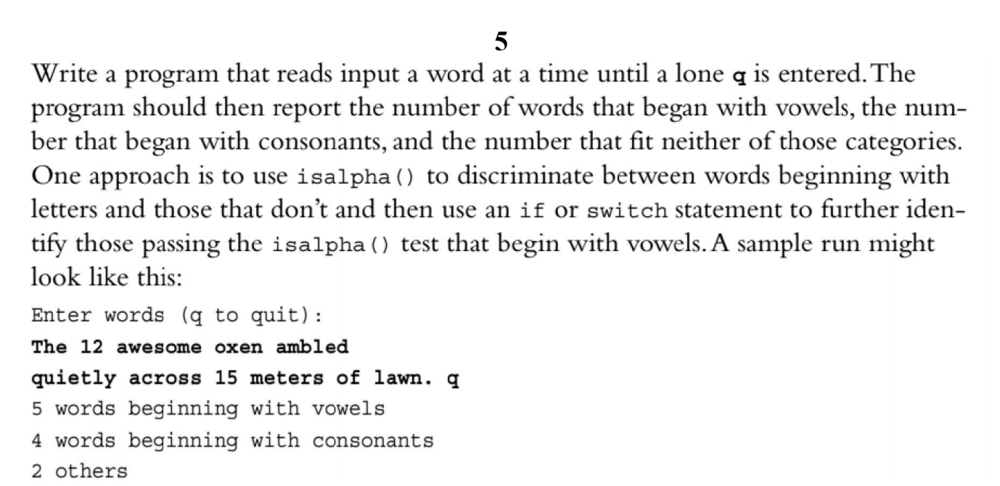 5
Write a program that reads input a word at a time until a lone q is entered. The
program should then report the number of words that began with vowels, the num-
ber that began with consonants, and the number that fit neither of those categories.
One approach is to use isalpha() to discriminate between words beginning with
letters and those that don’t and then use an if or switch statement to further iden-
tify those passing the isalpha() test that begin with vowels. A sample run might
look like this:
Enter words (q to quit):
The 12 awesome oxen ambled
quietly across 15 meters of lawn. q
5 words beginning with vowels
4 words beginning with consonants
2 others